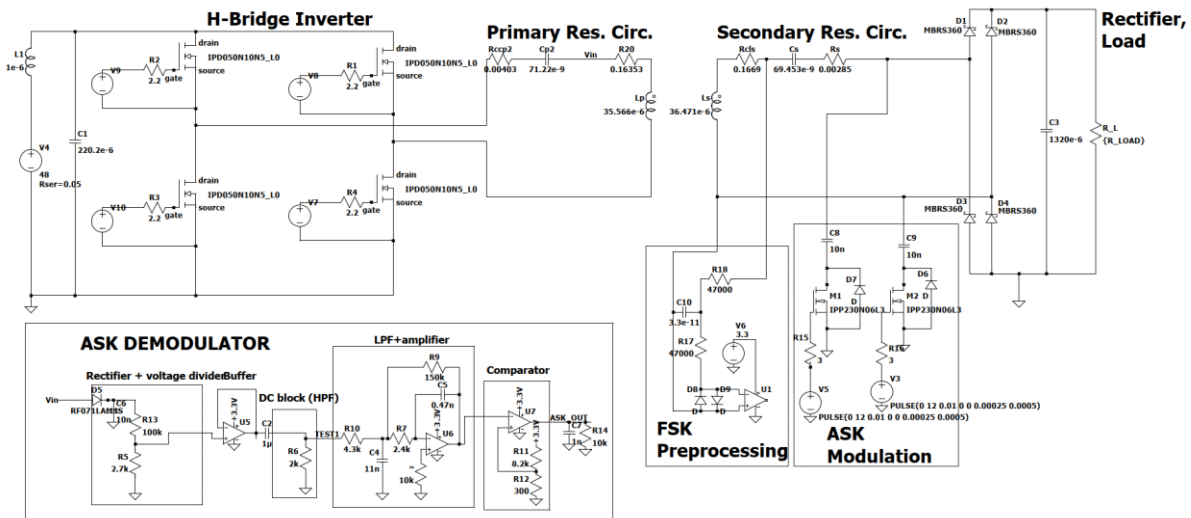 H-Bridge Inverter
Primary Res. Circ.
Secondary Res. Circ.
Rectifier,
Load
L1
1e-6
V4
48
Rser=0.05
C1
220.2e-6
V9
R2
2.2
gate
drain
IPD050N10N5_L0
source
V8
R1
2.2
gate
drain
IPD050N10N5_L0
source
V10
R3
2.2
gate
drain
IPD050N10N5_L0
source
V7
R4
2.2
gate
drain
IPD050N10N5_L0
source
Rccp2
0.00403
Cp2
71.22e-9
Vin
R20
0.16353
Lp
35.566e-6
Ls
36.471e-6
Rcls
0.1669
Cs
69.453e-9
Rs
0.00285
D1
MBRS360
D2
MBRS360
D3
MBRS360
D4
MBRS360
C3
1320e-6
R_L
{R_LOAD}
R18
47000
C10
3.3e-11
R17
47000
V6
3.3
D8
D9
D
D
U1
FSK
Preprocessing
C8
10n
C9
10n
D7
D
D6
D
M1
IPP230N06L3
M2
IPP230N06L3
R15
3
R16
3
V5
V3
PULSE(0 12 0.01 0 0 0.00025 0.0005)
PULSE(0 12 0.01 0 0 0.00025 0.0005)
ASK
Modulation
ASK DEMODULATOR
Rectifier + voltage divider
Buffer
DC block (HPF)
LPF+amplifier
Comparator
Vin
D5
C6
10n
R13
100k
R5
2.7k
+3.3V
U5
C2
1µ
R6
2k
TEST1
R10
4.3k
C4
11n
R7
2.4k
R9
150k
C5
0.47n
+3.3V
U6
10k
+3.3V
U7
+3.3V
R11
8.2k
R12
300
ASK_OUT
C7
1n
R14
10k